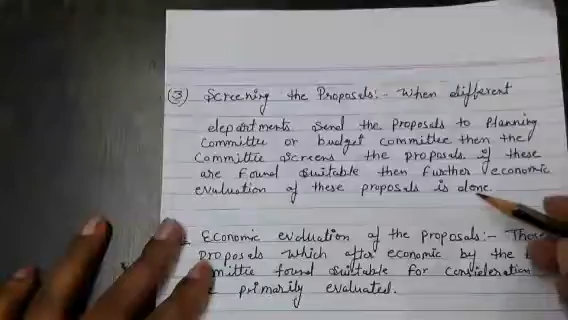 (3) Screening the Proposals:- When different
departments send the proposals to Planning
Committee or budget committee then the
Committee screens the proposals if these
are found suitable then further economic
evaluation of these proposals is done.
Economic evaluation of the proposals:- Those
proposals which after economic by the
mmittee found suitable for consideration
primarily evaluated.